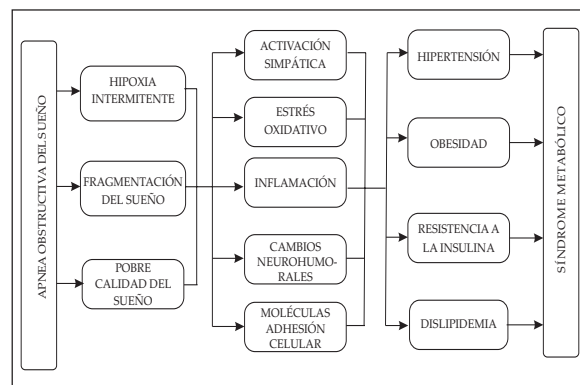 APNEA OBSTRUCTIVA DEL SUEÑO
HIPOXIA
INTERMITENTE
FRAGMENTACIÓN
DEL SUEÑO
POBRE
CALIDAD DEL
SUEÑO
ACTIVACIÓN
SIMPÁTICA
ESTRÉS
OXIDATIVO
INFLAMACIÓN
CAMBIOS
NEUROHUMO-
RALES
MOLÉCULAS
ADHESIÓN
CELULAR
HIPERTENSIÓN
OBESIDAD
RESISTENCIA A
LA INSULINA
DISLIPIDEMIA
SÍNDROME METABÓLICO